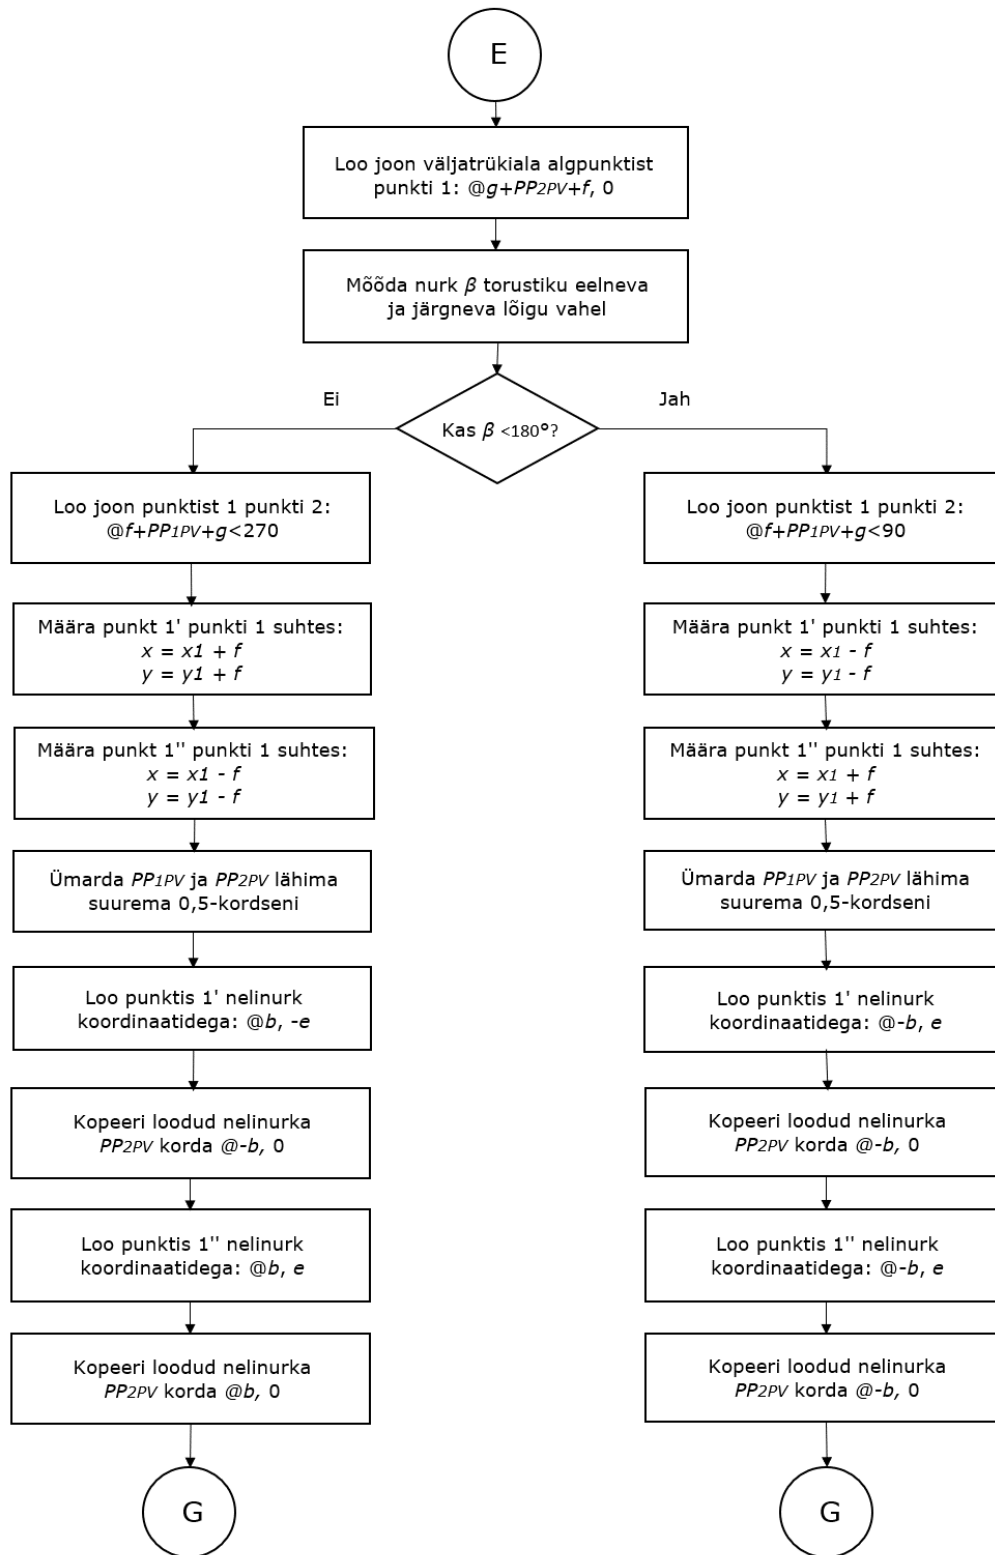 E
Loo joon väljatrükiala algpunktist
punkti 1: @g+PP2PV+f, 0
Mõõda nurk β torustiku eelneva
ja järgneva lõigu vahel
Kas β <180°?
Ei
Jah
Loo joon punktist 1 punkti 2:
@f+PP1PV+g<270
Määra punkt 1' punkti 1 suhtes:
x = x1 + f
y = y1 + f
Määra punkt 1'' punkti 1 suhtes:
x = x1 - f
y = y1 - f
Ümarda PP1PV ja PP2PV lähima
suurema 0,5-kordseni
Loo punktis 1' nelinurk
koordinaatidega: @b, -e
Kopeeri loodud nelinurka
PP2PV korda @-b, 0
Loo punktis 1'' nelinurk
koordinaatidega: @b, e
Kopeeri loodud nelinurka
PP2PV korda @b, 0
G
Loo joon punktist 1 punkti 2:
@f+PP1PV+g<90
Määra punkt 1' punkti 1 suhtes:
x = x1 - f
y = y1 - f
Määra punkt 1'' punkti 1 suhtes:
x = x1 + f
y = y1 + f
Ümarda PP1PV ja PP2PV lähima
suurema 0,5-kordseni
Loo punktis 1' nelinurk
koordinaatidega: @-b, e
Kopeeri loodud nelinurka
PP2PV korda @-b, 0
Loo punktis 1'' nelinurk
koordinaatidega: @-b, e
Kopeeri loodud nelinurka
PP2PV korda @-b, 0
G